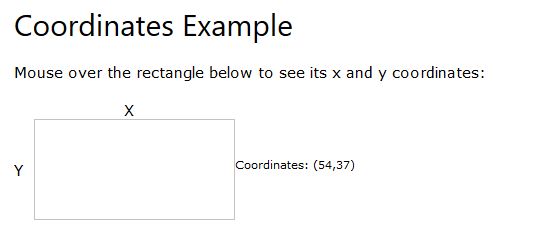 Coordinates Example
Mouse over the rectangle below to see its x and y coordinates:
X
Y
Coordinates: (54,37)